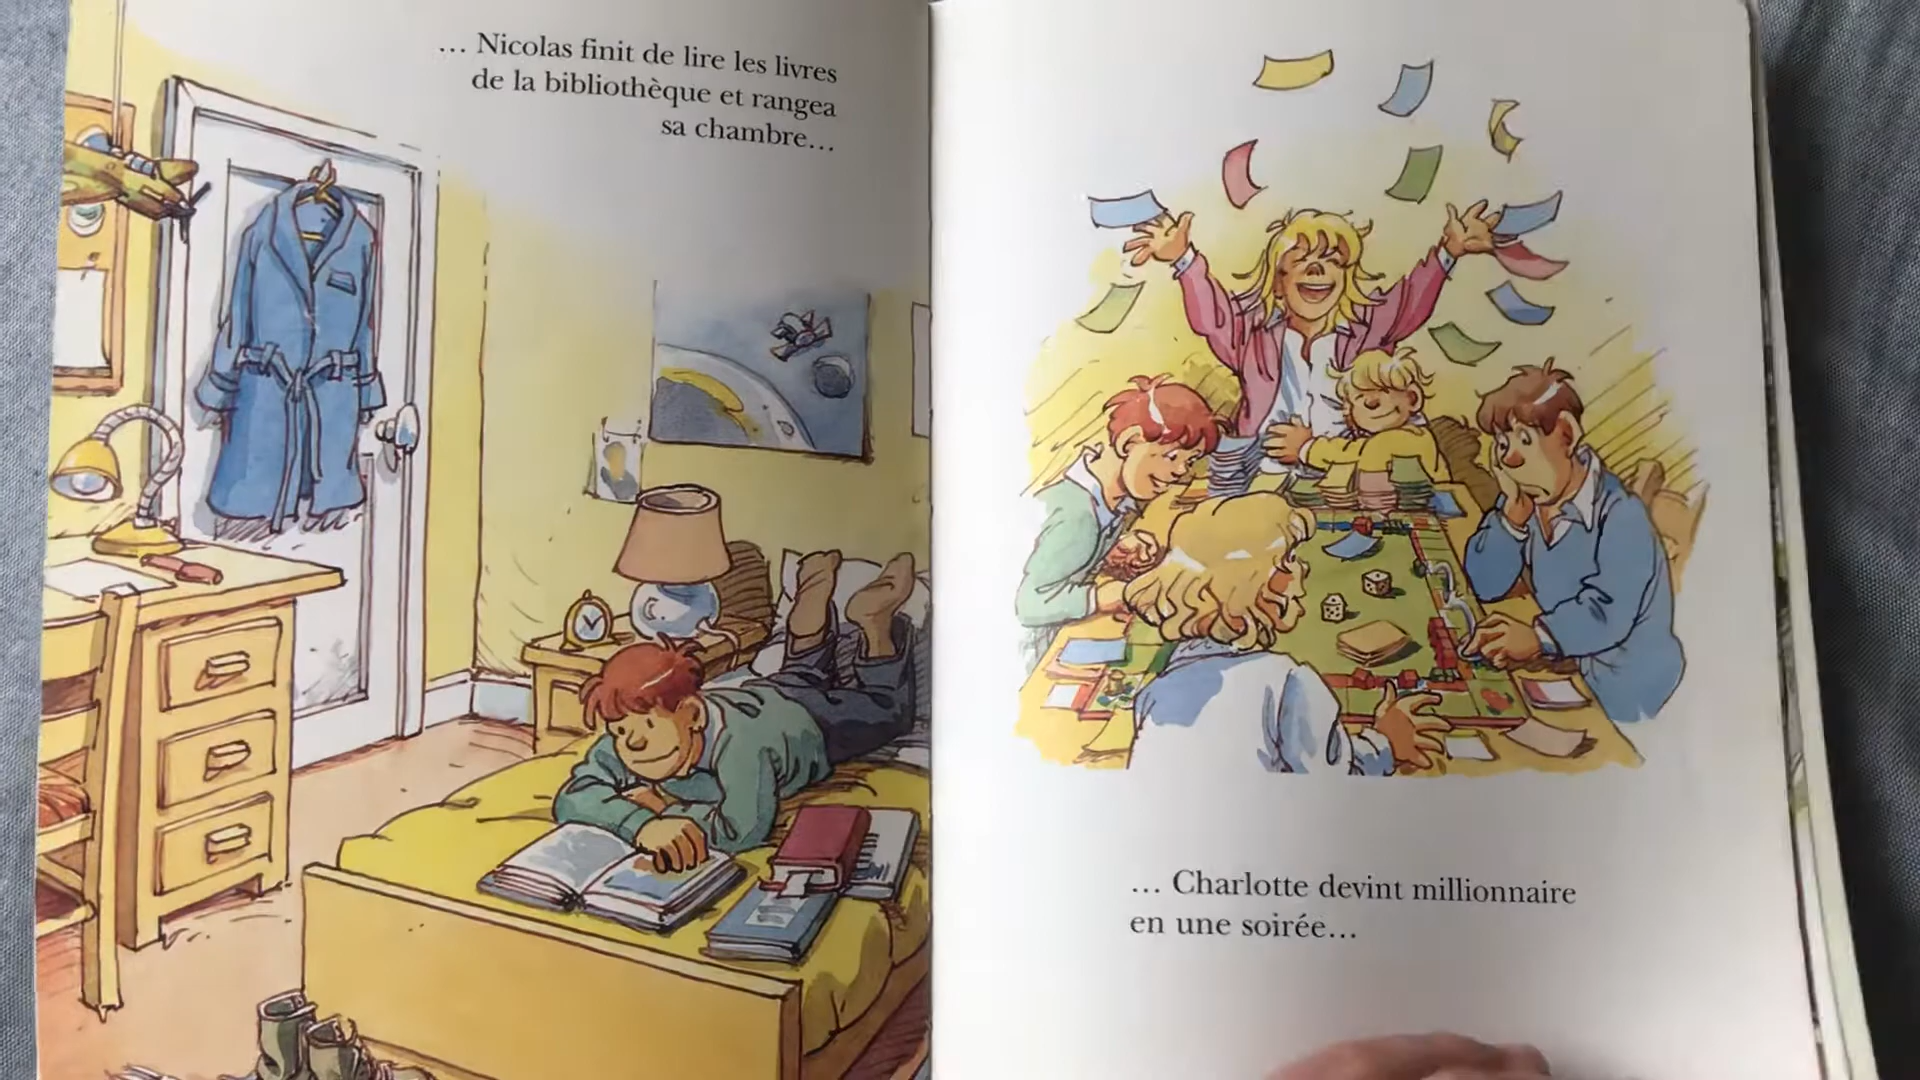 … Nicolas finit de lire les livres
de la bibliothèque et rangea
sa chambre…
… Charlotte devint millionnaire
en une soirée…